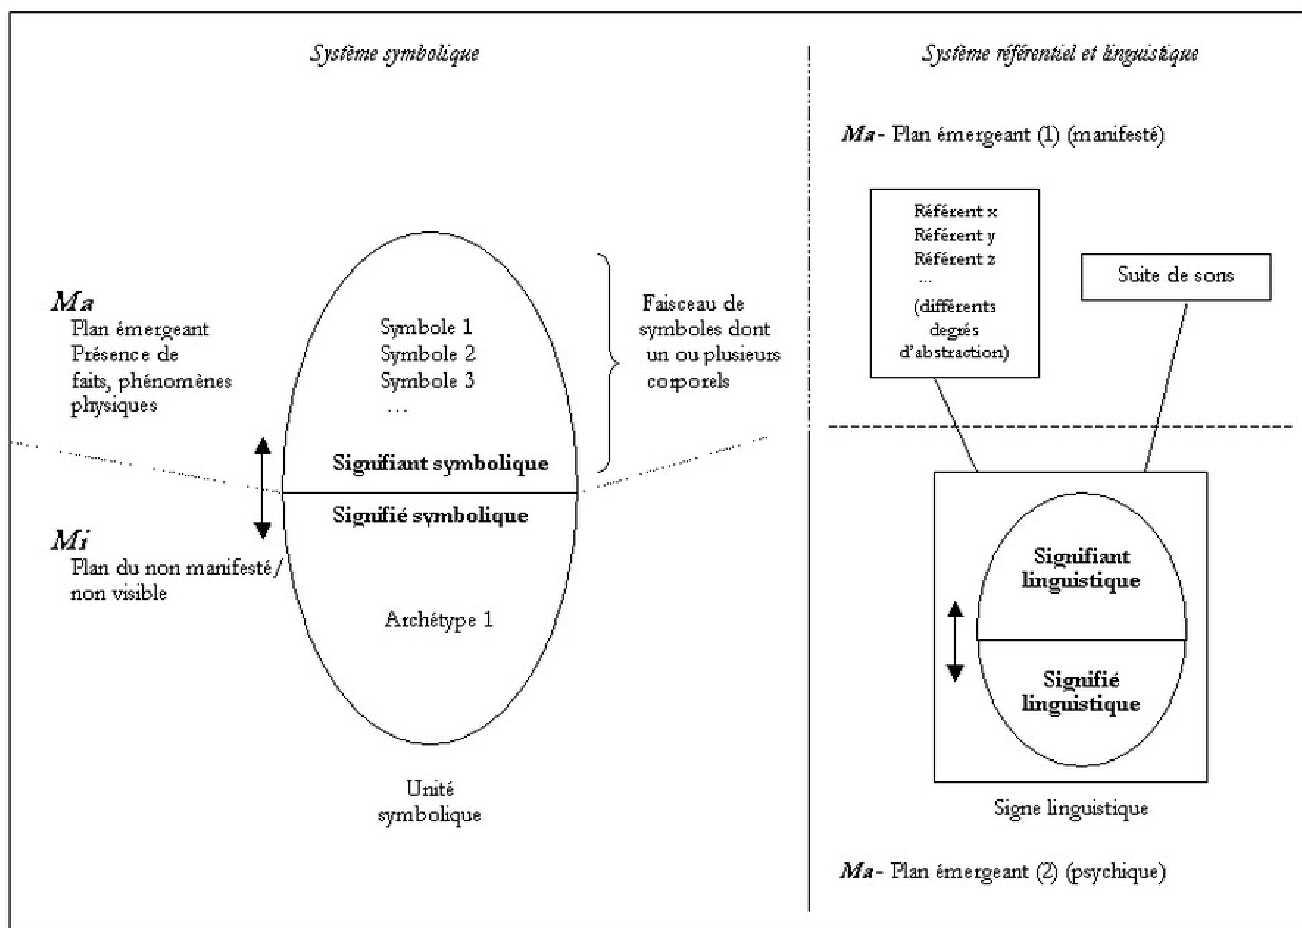 Système symbolique
Ma
Plan émergeant
Présence de
faits, phénomènes
physiques
Symbole 1
Symbole 2
Symbole 3
...
Faisceau de
symboles dont
un ou plusieurs
corporels
Signifiant symbolique
Signifié symbolique
Mi
Plan du non manifesté/
non visible
Archétype 1
Unité
symbolique
Système référentiel et linguistique
Ma - Plan émergeant (1) (manifesté)
Référent x
Référent y
Référent z
...
(différents
degrés
d'abstraction)
Suite de sons
Signifiant
linguistique
Signifié
linguistique
Signe linguistique
Ma - Plan émergeant (2) (psychique)